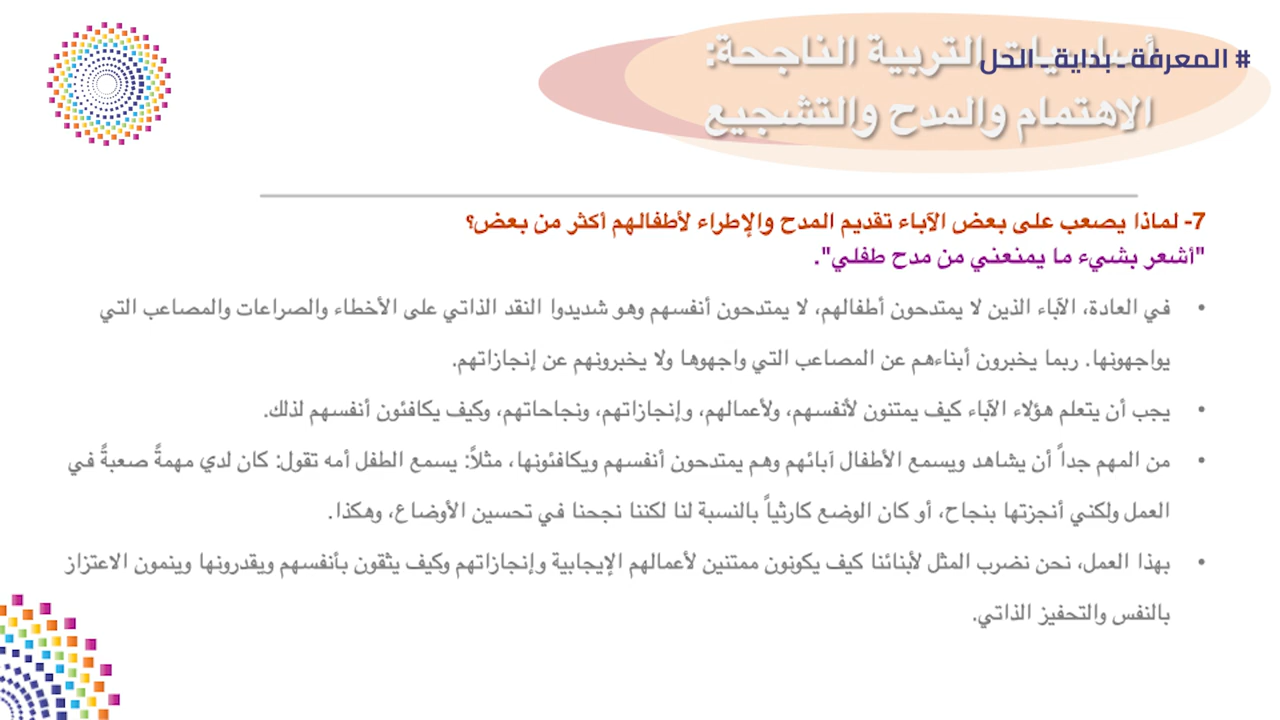 # المعرفة ـ بداية ـ الحل
أساسيات التربية الناجحة:
الاهتمام والمدح والتشجيع
7- لماذا يصعب على بعض الآباء تقديم المدح والإطراء لأطفالهم أكثر من بعض؟
"أشعر بشيء ما يمنعني من مدح طفلي".
• في العادة، الآباء الذين لا يمتدحون أطفالهم، لا يمتدحون أنفسهم وهو شديدوا النقد الذاتي على الأخطاء والصراعات والمصاعب التي
يواجهونها. ربما يخبرون أبناءهم عن المصاعب التي واجهوها ولا يخبرونهم عن إنجازاتهم.
• يجب أن يتعلم هؤلاء الآباء كيف يمتنون لأنفسهم، ولأعمالهم، وإنجازاتهم، ونجاحاتهم، وكيف يكافئون أنفسهم لذلك.
• من المهم جداً أن يشاهد ويسمع الأطفال آبائهم وهم يمتدحون أنفسهم ويكافئونها، مثلاً: يسمع الطفل أمه تقول: كان لدي مهمةً صعبةً في
العمل ولكني أنجزتها بنجاح، أو كان الوضع كارثياً بالنسبة لنا لكننا نجحنا في تحسين الأوضاع، وهكذا.
• بهذا العمل، نحن نضرب المثل لأبنائنا كيف يكونون ممتنين لأعمالهم الإيجابية وإنجازاتهم وكيف يثقون بأنفسهم ويقدرونها وينمون الاعتزاز
بالنفس والتحفيز الذاتي.